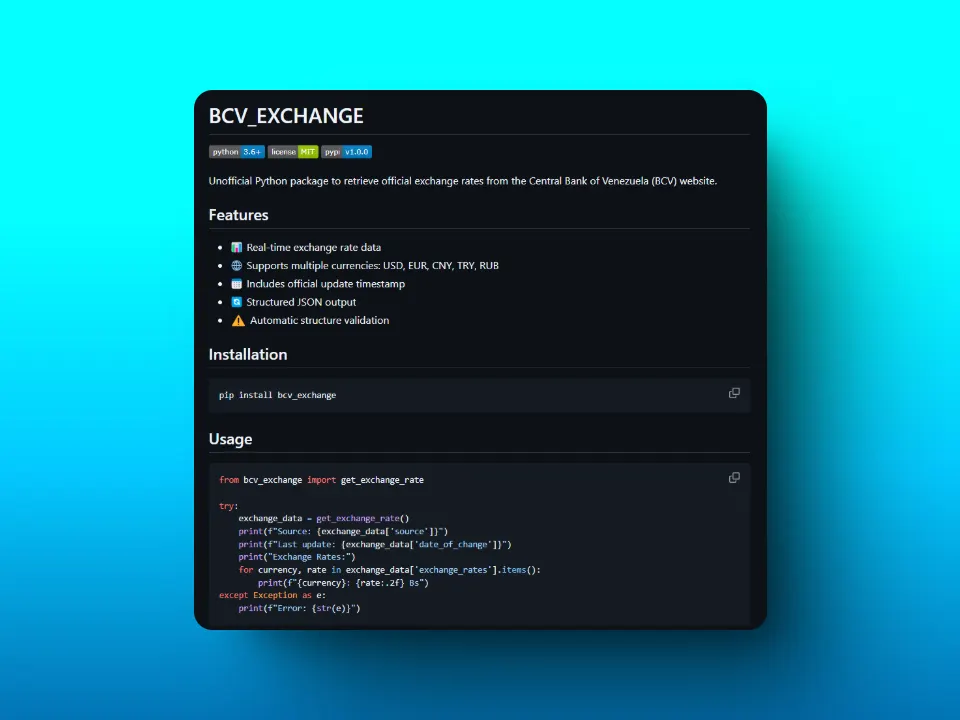 BCV_EXCHANGE
python 3.6+ license MIT pypi v1.0.0
Unofficial Python package to retrieve official exchange rates from the Central Bank of Venezuela (BCV) website.
Features
Real-time exchange rate data
Supports multiple currencies: USD, EUR, CNY, TRY, RUB
Includes official update timestamp
Structured JSON output
Automatic structure validation
Installation
pip install bcv_exchange
Usage
from bcv_exchange import get_exchange_rate
try:
    exchange_data = get_exchange_rate()
    print(f"Source: {exchange_data['source']}")
    print(f"Last update: {exchange_data['date_of_change']}")
    print("Exchange Rates:")
    for currency, rate in exchange_data['exchange_rates'].items():
        print(f"{currency}: {rate:.2f} Bs")
except Exception as e:
    print(f"Error: {str(e)}")